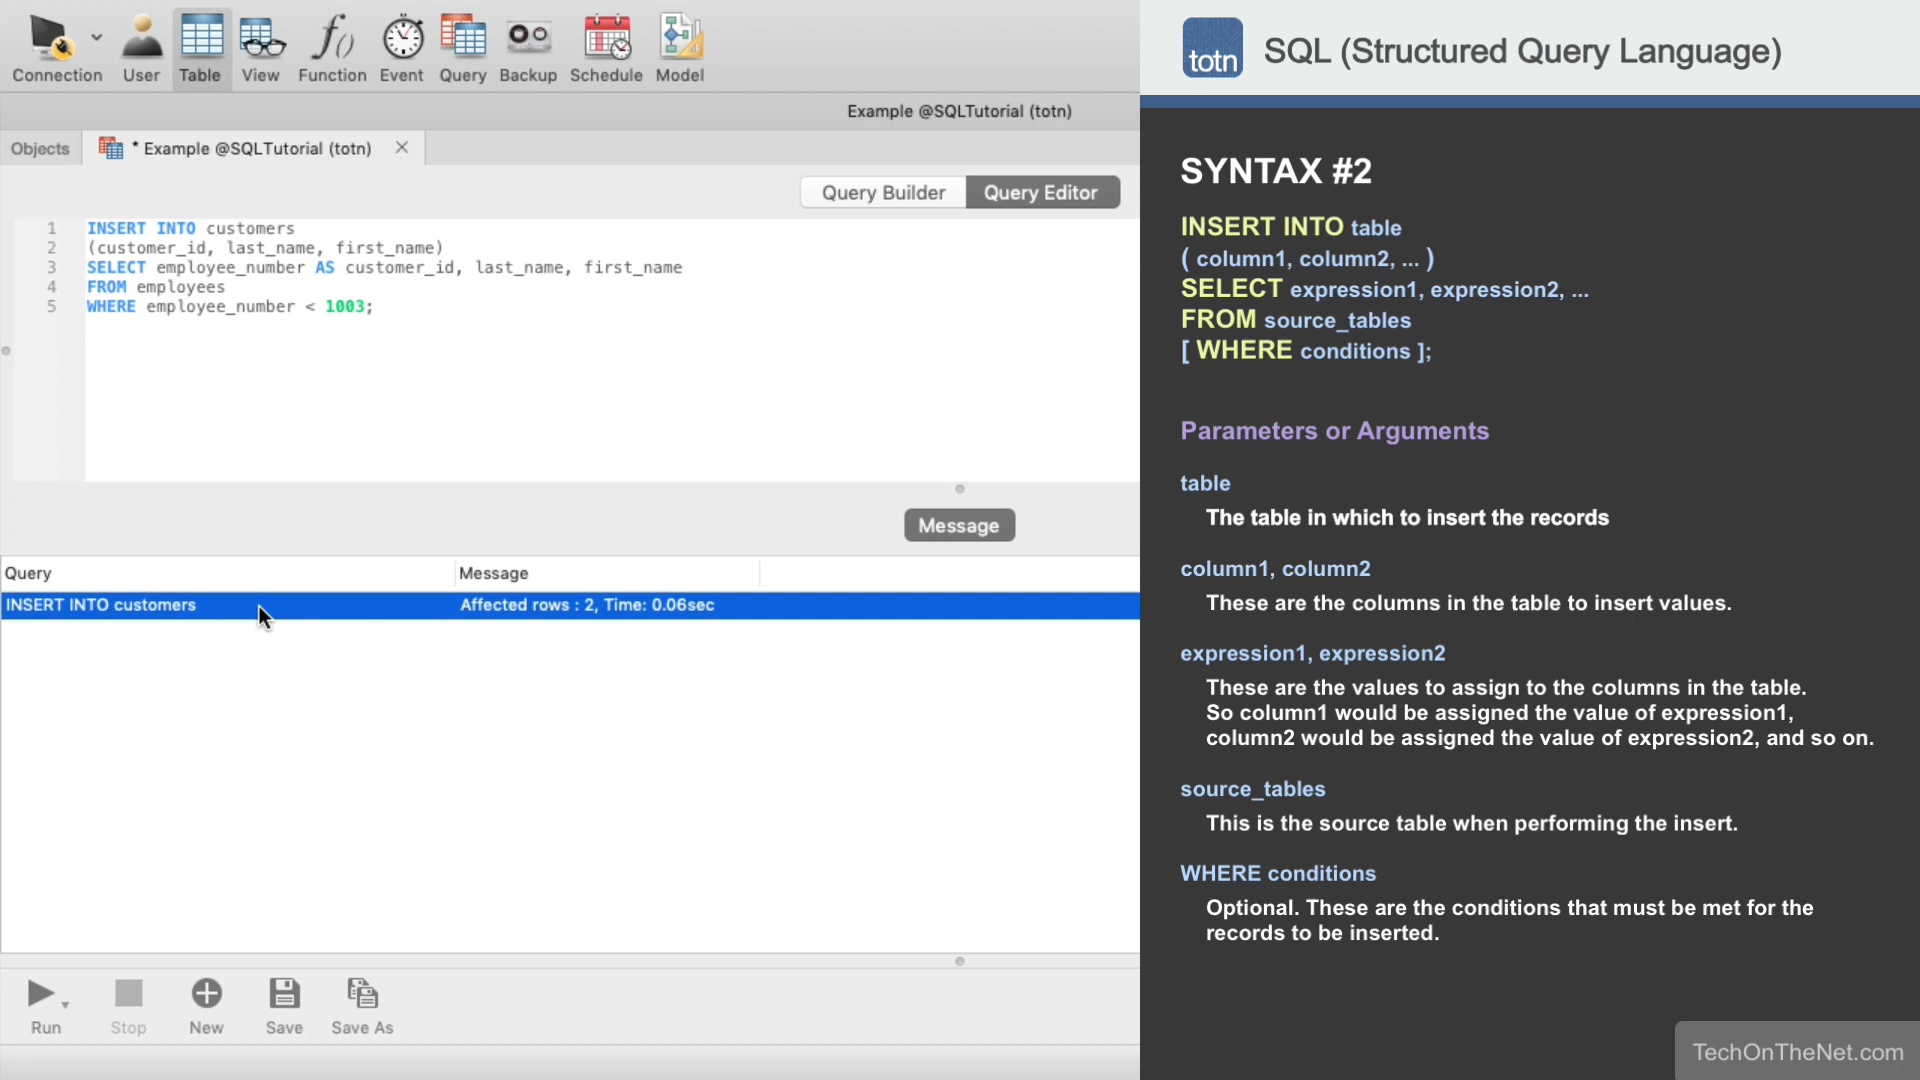 Connection User Table View Function Event Query Backup Schedule Model
Example @SQLTutorial (totn)
Objects * Example @SQLTutorial (totn)
Query Builder Query Editor
1 INSERT INTO customers
2 (customer_id, last_name, first_name)
3 SELECT employee_number AS customer_id, last_name, first_name
4 FROM employees
5 WHERE employee_number < 1003;
Message
Query Message
INSERT INTO customers Affected rows : 2, Time: 0.06sec
Run Stop New Save Save As
totn SQL (Structured Query Language)
SYNTAX #2
INSERT INTO table
( column1, column2, ... )
SELECT expression1, expression2, ...
FROM source_tables
[ WHERE conditions ];
Parameters or Arguments
table
The table in which to insert the records
column1, column2
These are the columns in the table to insert values.
expression1, expression2
These are the values to assign to the columns in the table.
So column1 would be assigned the value of expression1,
column2 would be assigned the value of expression2, and so on.
source_tables
This is the source table when performing the insert.
WHERE conditions
Optional. These are the conditions that must be met for the
records to be inserted.
TechOnTheNet.com